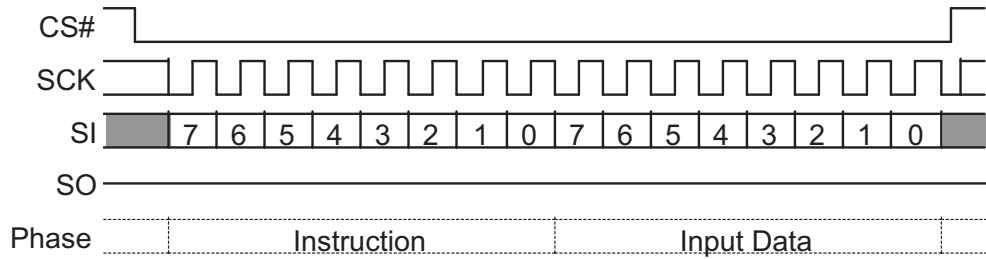 CS#
SCK
SI 7 6 5 4 3 2 1 0 7 6 5 4 3 2 1 0
SO
Phase Instruction Input Data